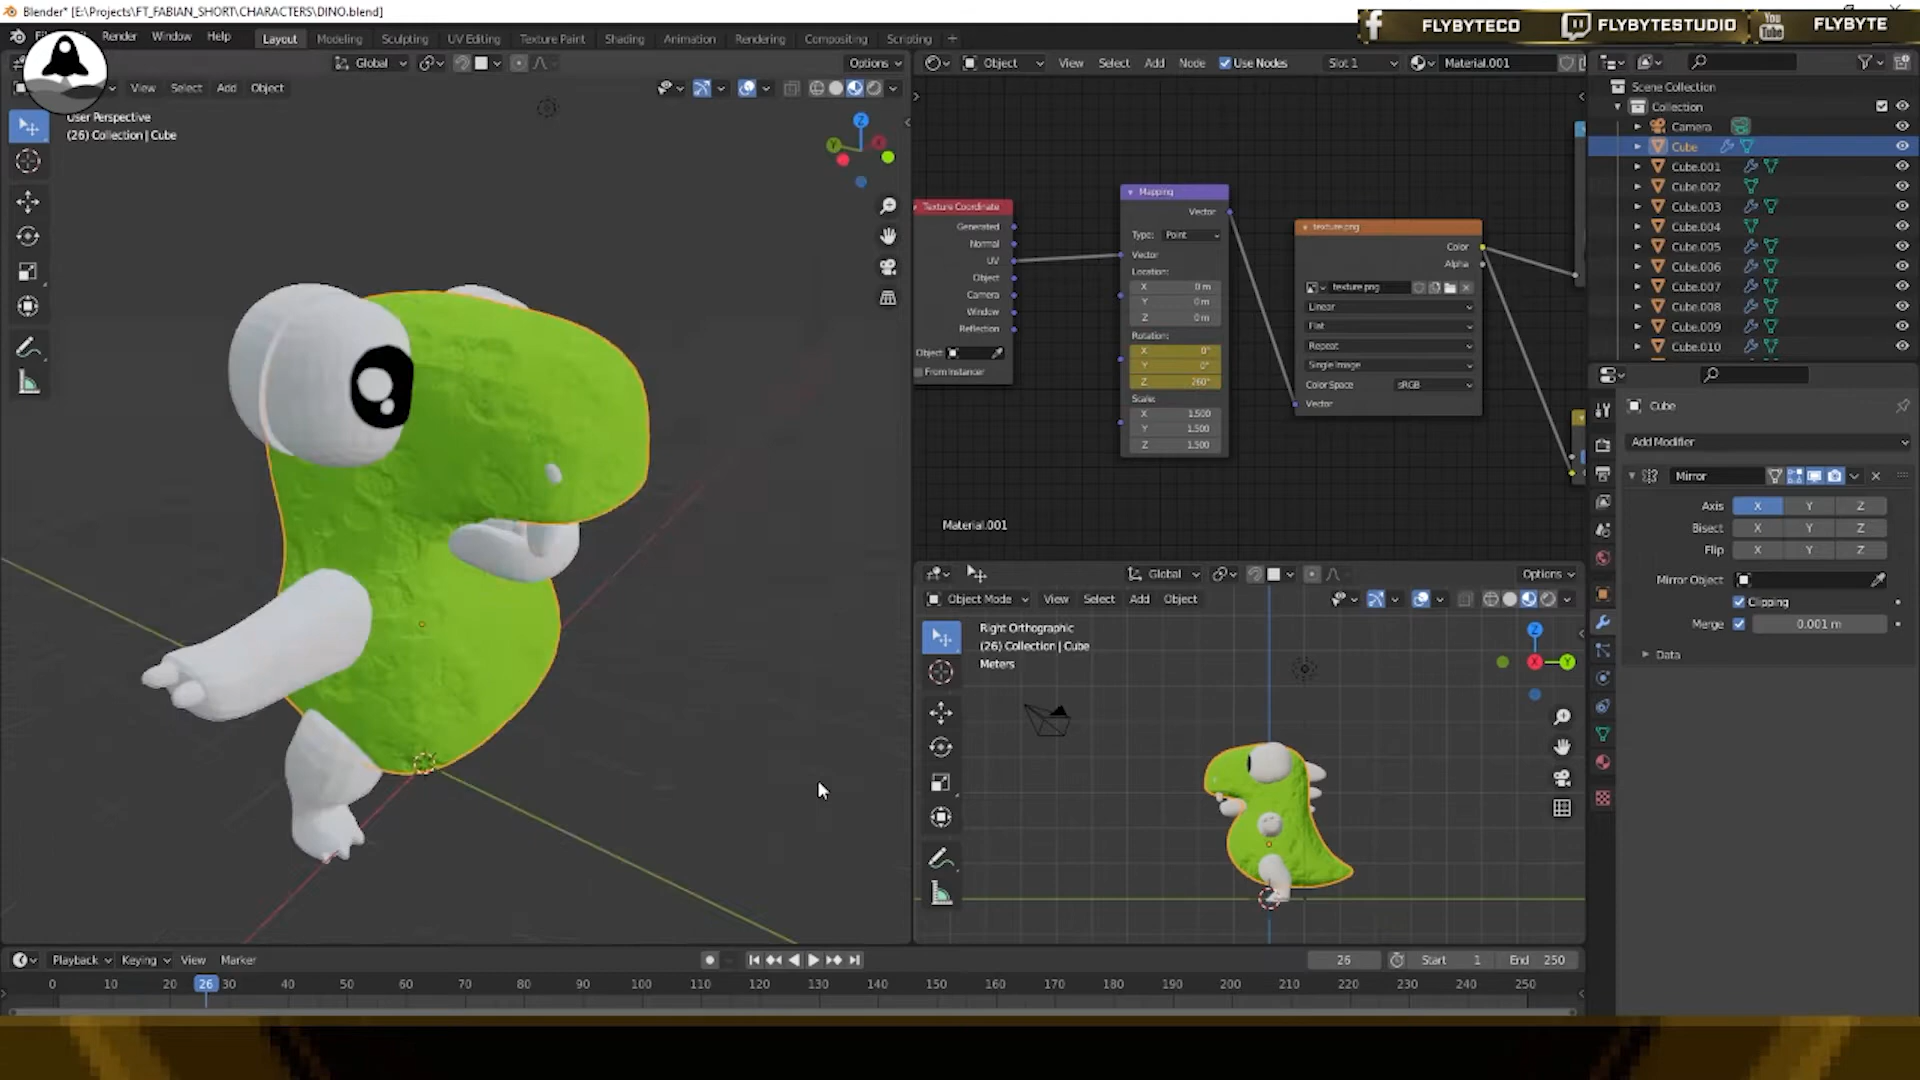 Blender* [E:\Projects\FT_FABIAN_SHORT\CHARACTERS\DINO.blend]
FLYBYTECO
FLYBYTESTUDIO
You Tube
FLYBYTE
Render Window Help Layout Modeling Sculpting UV Editing Texture Paint Shading Animation Rendering Compositing Scripting +
Global Options
View Select Add Object
User Perspective
(26) Collection | Cube
Object View Select Add Node Use Nodes Slot 1 Material.001
Texture Coordinate
Generated
Normal
UV
Object
Camera
Window
Reflection
Object:
From Instancer
Mapping
Vector
Type: Point
Vector
Location:
X 0 m
Y 0 m
Z 0 m
Rotation:
X 0°
Y 0°
Z 260°
Scale:
X 1.500
Y 1.500
Z 1.500
texture.png
Color
Alpha
texture.png
Linear
Flat
Repeat
Single Image
Color Space sRGB
Vector
Material.001
Global Options
Object Mode View Select Add Object
Right Orthographic
(26) Collection | Cube
Meters
Scene Collection
Collection
Camera
Cube
Cube.001
Cube.002
Cube.003
Cube.004
Cube.005
Cube.006
Cube.007
Cube.008
Cube.009
Cube.010
Cube
Add Modifier
Mirror
Axis X Y Z
Bisect X Y Z
Flip X Y Z
Mirror Object
Clipping
Merge 0.001 m
Data
Z
Y
Z
X
Y
Playback Keying View Marker
26 Start 1 End 250
0 10 20 26 30 40 50 60 70 80 90 100 110 120 130 140 150 160 170 180 190 200 210 220 230 240 250